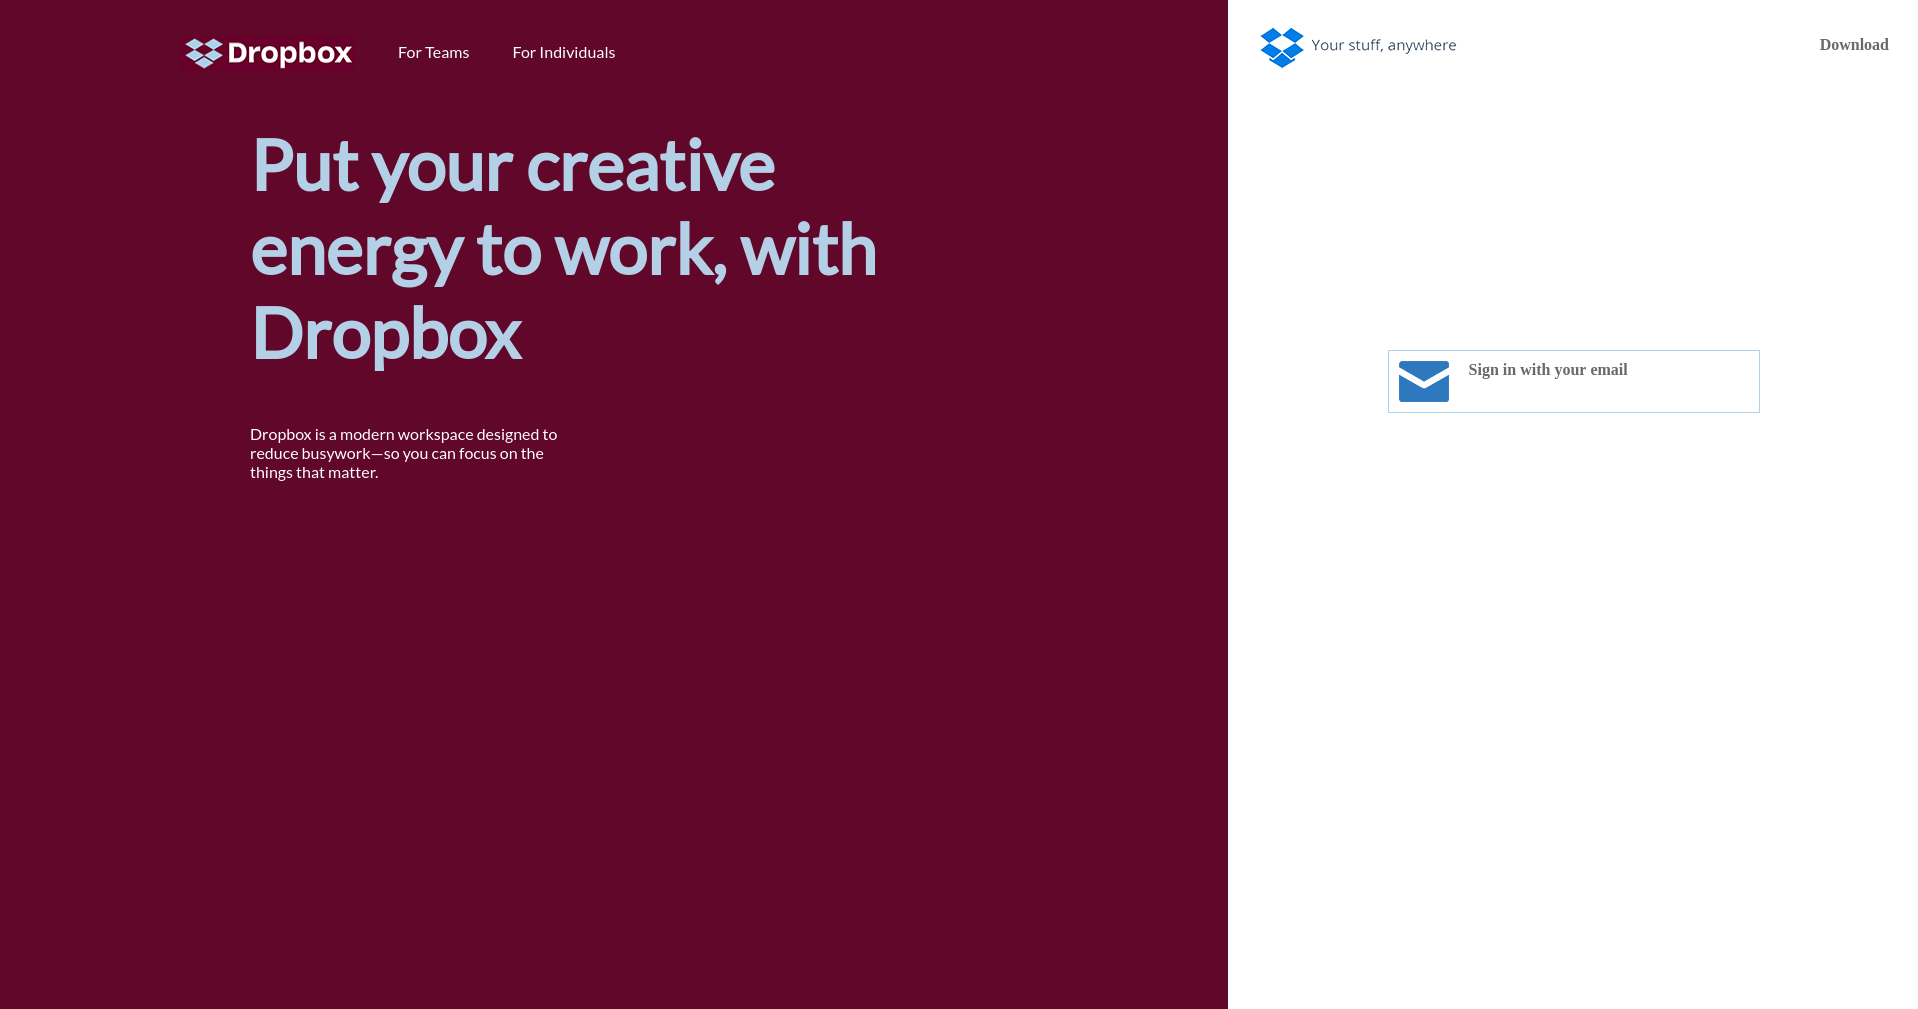 Dropbox
For Teams
For Individuals
Put your creative
energy to work, with
Dropbox
Dropbox is a modern workspace designed to
reduce busywork—so you can focus on the
things that matter.
Your stuff, anywhere
Download
Sign in with your email